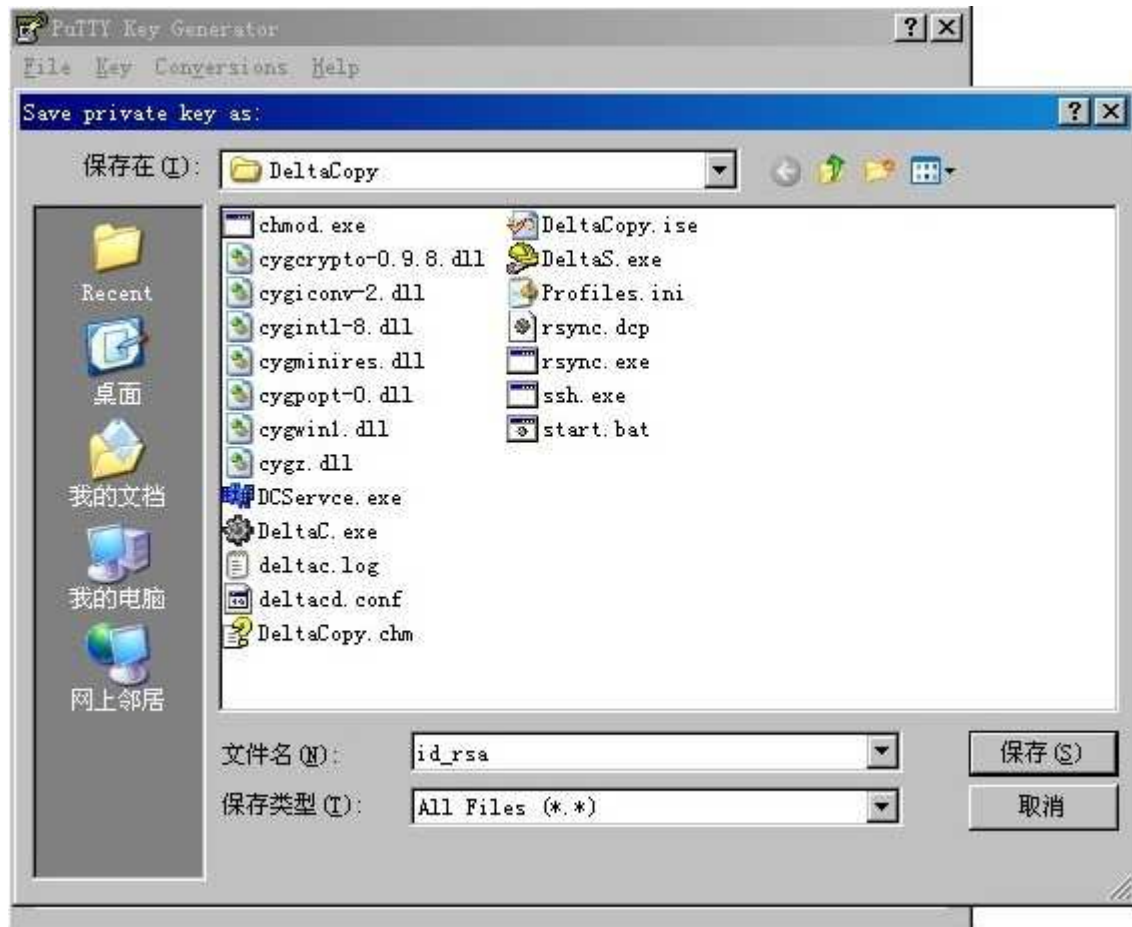 PuTTY Key Generator
File Key Conversions Help
Save private key as:
保存在(I):
DeltaCopy
Recent
桌面
我的文档
我的电脑
网上邻居
chmod.exe
cygcrypto-0.9.8.dll
cygiconv-2.dll
cygintl-8.dll
cygminires.dll
cygpopt-0.dll
cygwin1.dll
cygz.dll
DCServce.exe
DeltaC.exe
deltac.log
deltacd.conf
DeltaCopy.chm
DeltaCopy.ise
DeltaS.exe
Profiles.ini
rsync.dcp
rsync.exe
ssh.exe
start.bat
文件名(N): id_rsa 保存(S)
保存类型(T): All Files (*.*) 取消